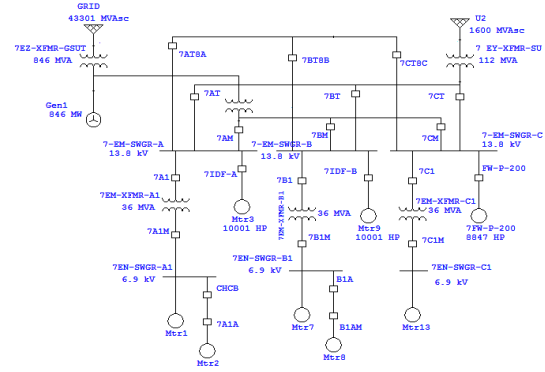 GRID
43301 MVAsc
U2
1600 MVAsc
7EZ-XFMR-GSUT
846 MVA
7 EY-XFMR-SU
112 MVA
7AT8A
7BT8B
7CT8C
Gen1
846 MW
7AT
7BT
7CT
7AM
7BM
7CM
7-EM-SWGR-A
13.8 kV
7-EM-SWGR-B
13.8 kV
7-EM-SWGR-C
13.8 kV
7A1
7IDF-A
7B1
7IDF-B
7C1
FW-P-200
7EM-XFMR-A1
36 MVA
7EM-XFMR-B1
36 MVA
7EM-XFMR-C1
36 MVA
Mtr3
10001 HP
Mtr9
10001 HP
7FW-P-200
8847 HP
7A1M
7B1M
7C1M
7EN-SWGR-A1
6.9 kV
7EN-SWGR-B1
6.9 kV
7EN-SWGR-C1
6.9 kV
CHCB
B1A
7A1A
B1AM
Mtr1
Mtr2
Mtr7
Mtr8
Mtr13